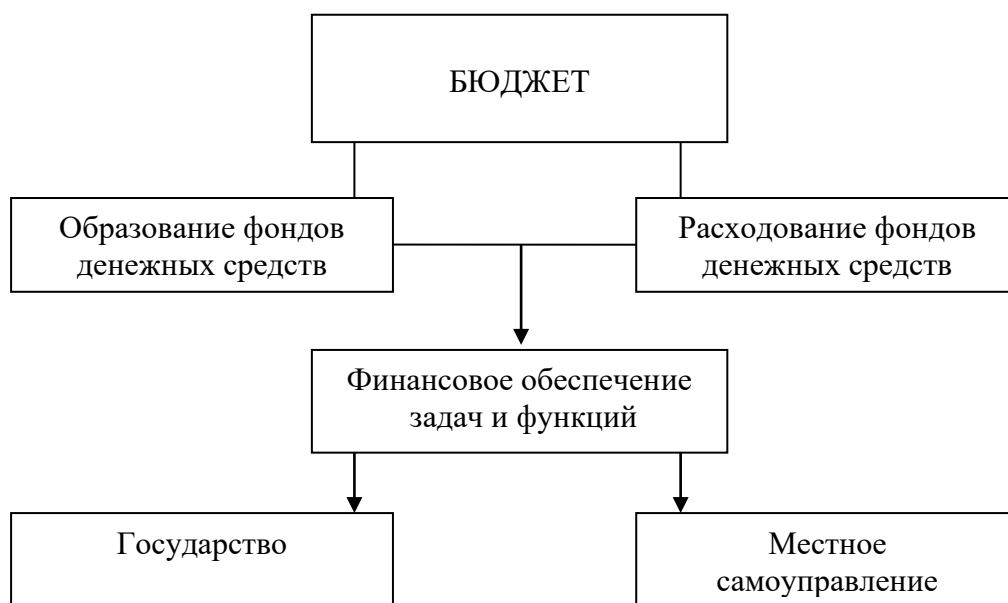 БЮДЖЕТ
Образование фондов
денежных средств
Расходование фондов
денежных средств
Финансовое обеспечение
задач и функций
Государство
Местное
самоуправление